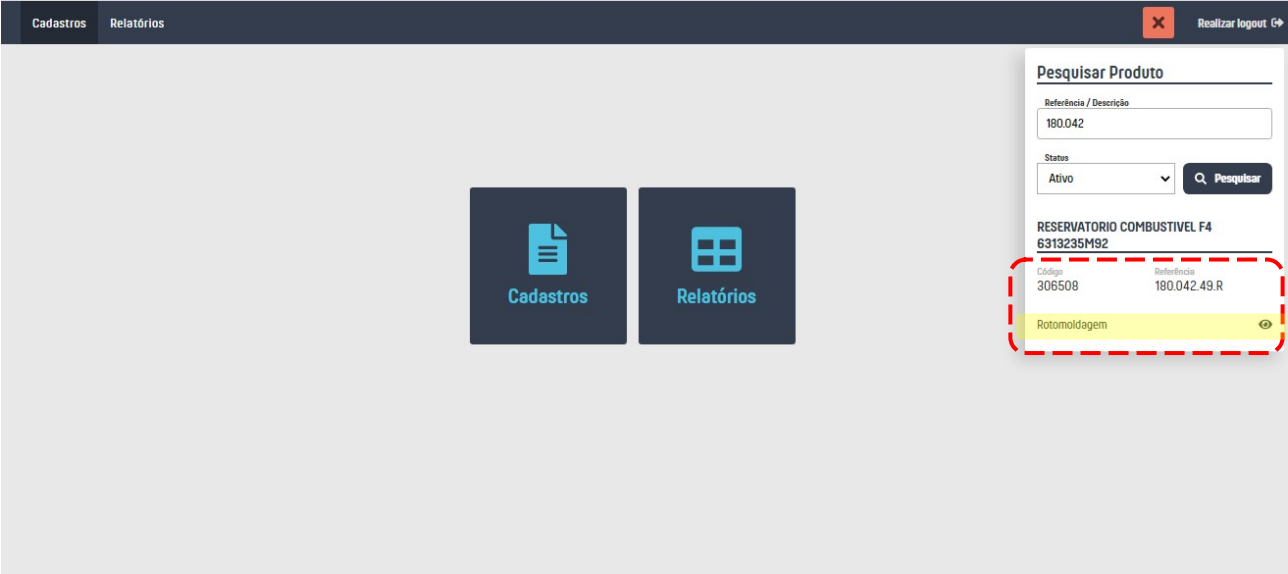 Cadastros Relatórios Realizar logout
Pesquisar Produto
Referência / Descrição
180.042
Status
Ativo Pesquisar
RESERVATORIO COMBUSTIVEL F4
6313235M92
Código Referência
306508 180.042.49.R
Rotomoldagem
Cadastros Relatórios